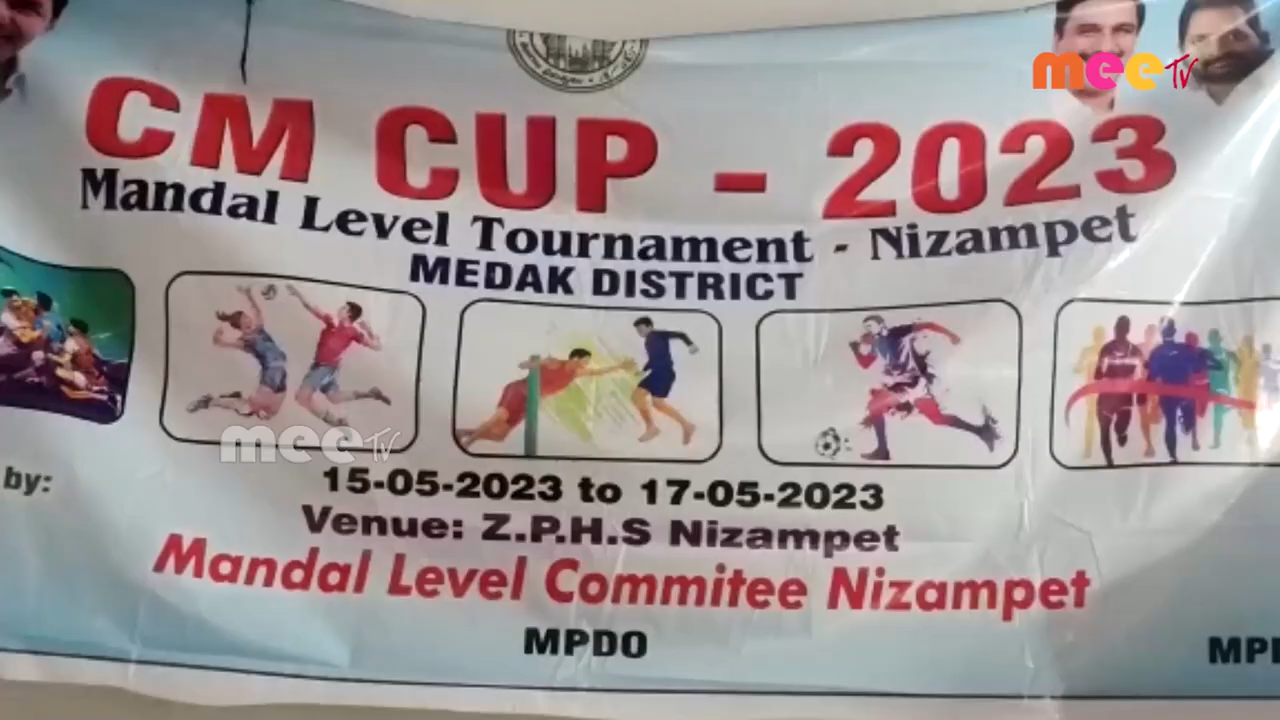 mee TV
CM CUP - 2023
Mandal Level Tournament - Nizampet
MEDAK DISTRICT
mee TV
by:
15-05-2023 to 17-05-2023
Venue: Z.P.H.S Nizampet
Mandal Level Commitee Nizampet
MPDO